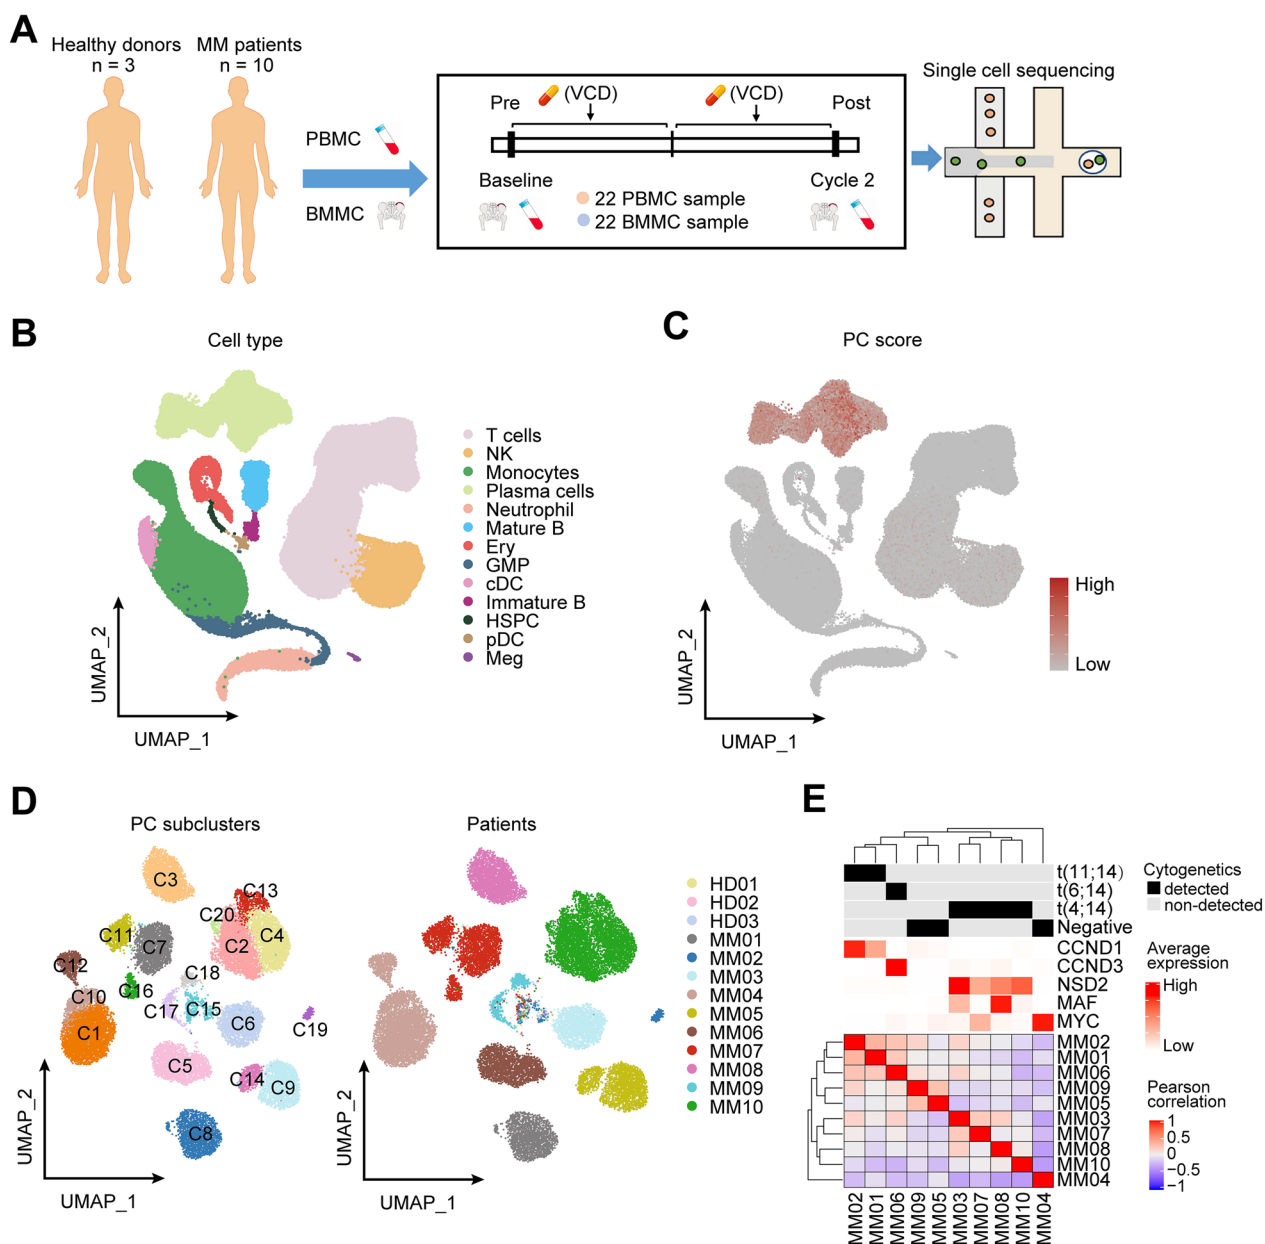 A
Healthy donors
n = 3
MM patients
n = 10
PBMC
BMMC
Pre
(VCD)
(VCD)
Post
Baseline
Cycle 2
22 PBMC sample
22 BMMC sample
Single cell sequencing
B
Cell type
T cells
NK
Monocytes
Plasma cells
Neutrophil
Mature B
Ery
GMP
cDC
Immature B
HSPC
pDC
Meg
UMAP_2
UMAP_1
C
PC score
High
Low
UMAP_2
UMAP_1
D
PC subclusters
C3
C13
C20
C11
C7
C2
C4
C12
C18
C16
C10
C17
C15
C1
C6
C19
C5
C14
C9
C8
UMAP_2
UMAP_1
Patients
HD01
HD02
HD03
MM01
MM02
MM03
MM04
MM05
MM06
MM07
MM08
MM09
MM10
UMAP_2
UMAP_1
E
t(11;14)
t(6;14)
t(4;14)
Negative
CCND1
CCND3
NSD2
MAF
MYC
MM02
MM01
MM06
MM09
MM05
MM03
MM07
MM08
MM10
MM04
MM02
MM01
MM06
MM09
MM05
MM03
MM07
MM08
MM10
MM04
Cytogenetics
detected
non-detected
Average
expression
High
Low
Pearson
correlation
1
0.5
0
−0.5
−1